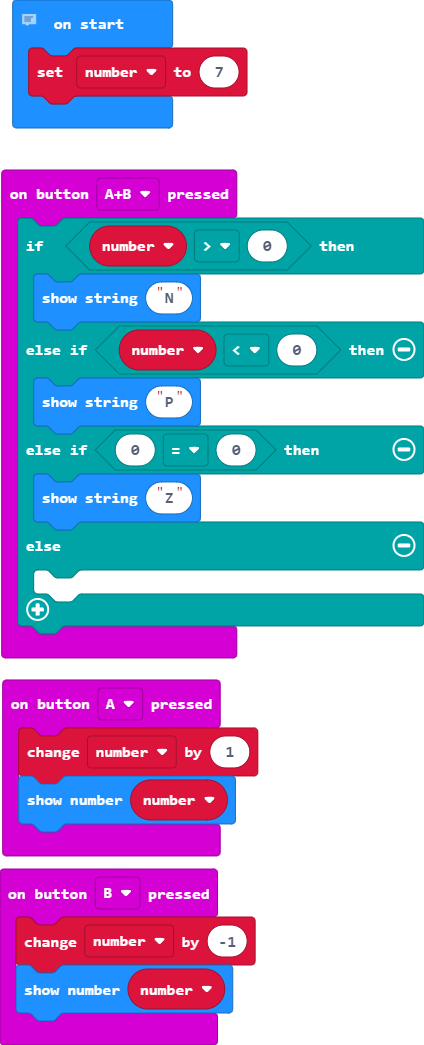 on start
set number to 7
on button A+B pressed
if number > 0 then
show string "N"
else if number < 0 then
show string "P"
else if 0 = 0 then
show string "Z"
else
on button A pressed
change number by 1
show number number
on button B pressed
change number by -1
show number number